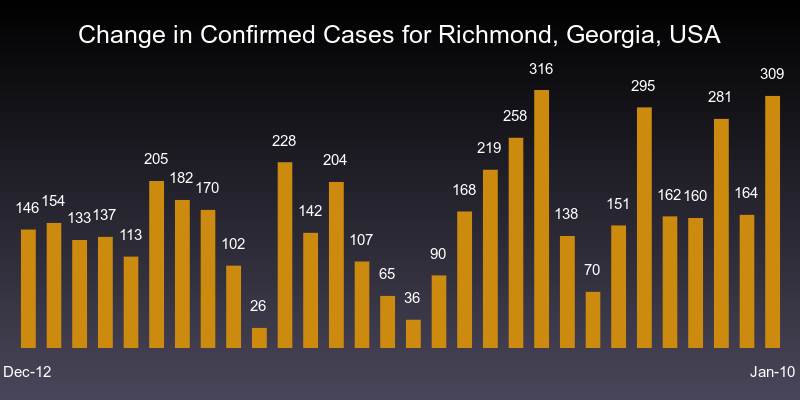 Change in Confirmed Cases for Richmond, Georgia, USA
146 154 133 137 113 205 182 170 102 26 228 142 204 107 65 36 90 168 219 258 316 138 70 151 295 162 160 281 164 309
Dec-12 Jan-10